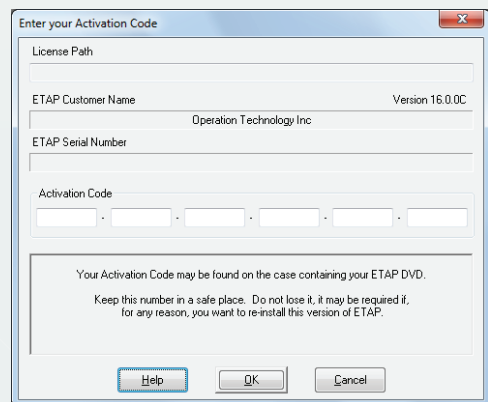 Enter your Activation Code
License Path
ETAP Customer Name Version 16.0.0C
Operation Technology Inc
ETAP Serial Number
Activation Code
- - - - -
Your Activation Code may be found on the case containing your ETAP DVD.
Keep this number in a safe place. Do not lose it, it may be required if,
for any reason, you want to re-install this version of ETAP.
Help OK Cancel